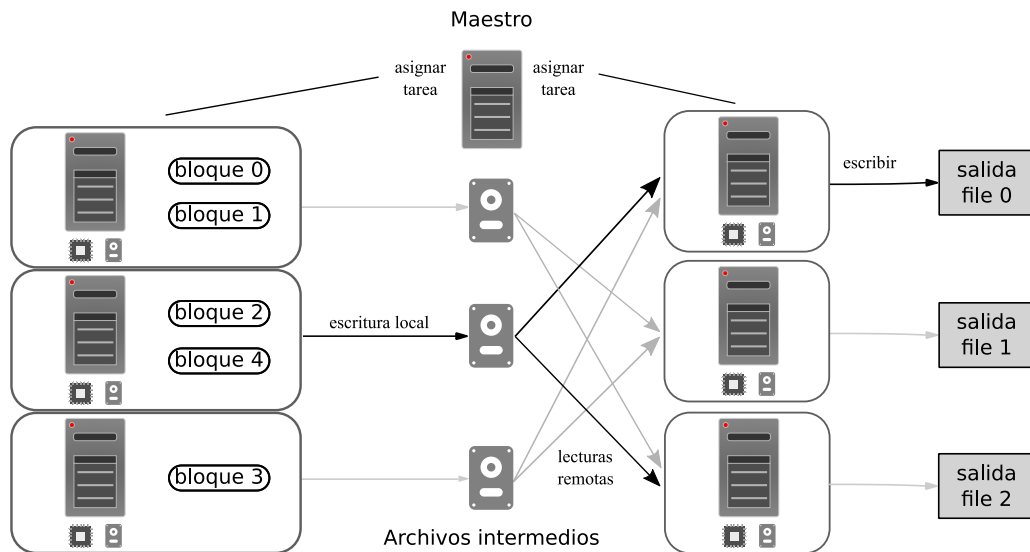 Maestro
asignar
tarea
asignar
tarea
bloque 0
bloque 1
escribir
salida
file 0
bloque 2
bloque 4
escritura local
salida
file 1
bloque 3
lecturas
remotas
salida
file 2
Archivos intermedios